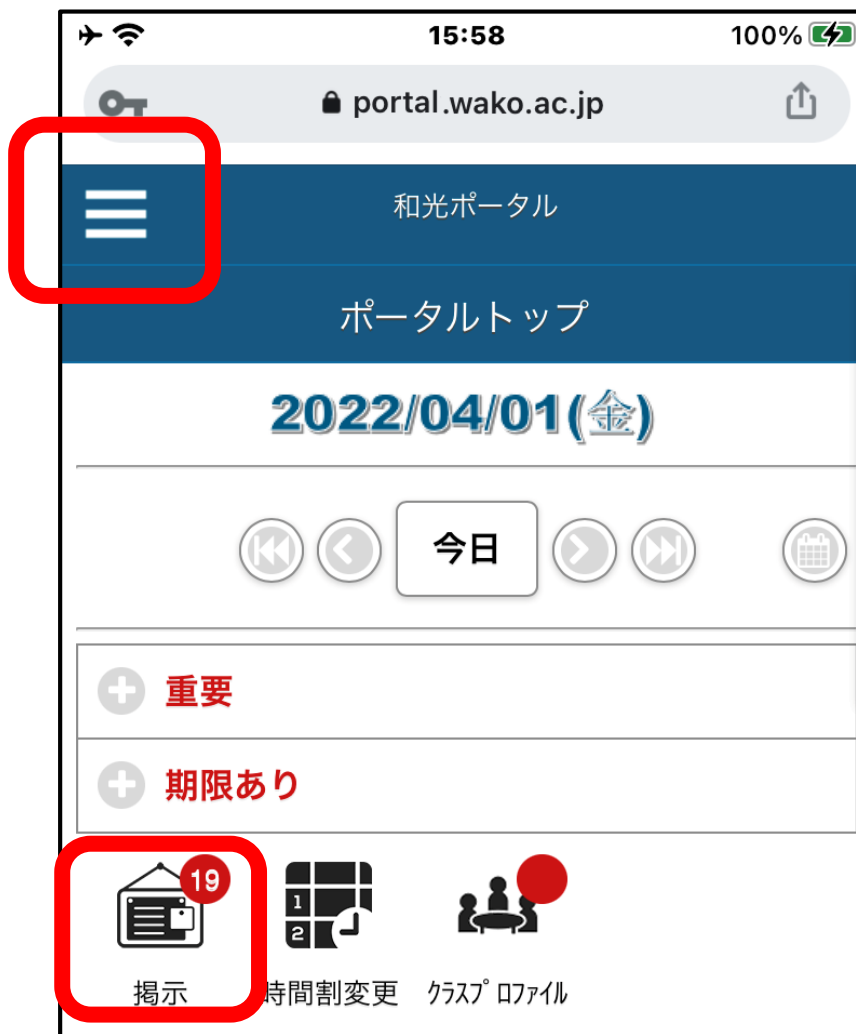 15:58
100%
portal.wako.ac.jp
和光ポータル
ポータルトップ
2022/04/01(金)
今日
重要
期限あり
19
1
2
掲示
時間割変更
ｸﾗｽﾌﾟﾛﾌｧｲﾙ